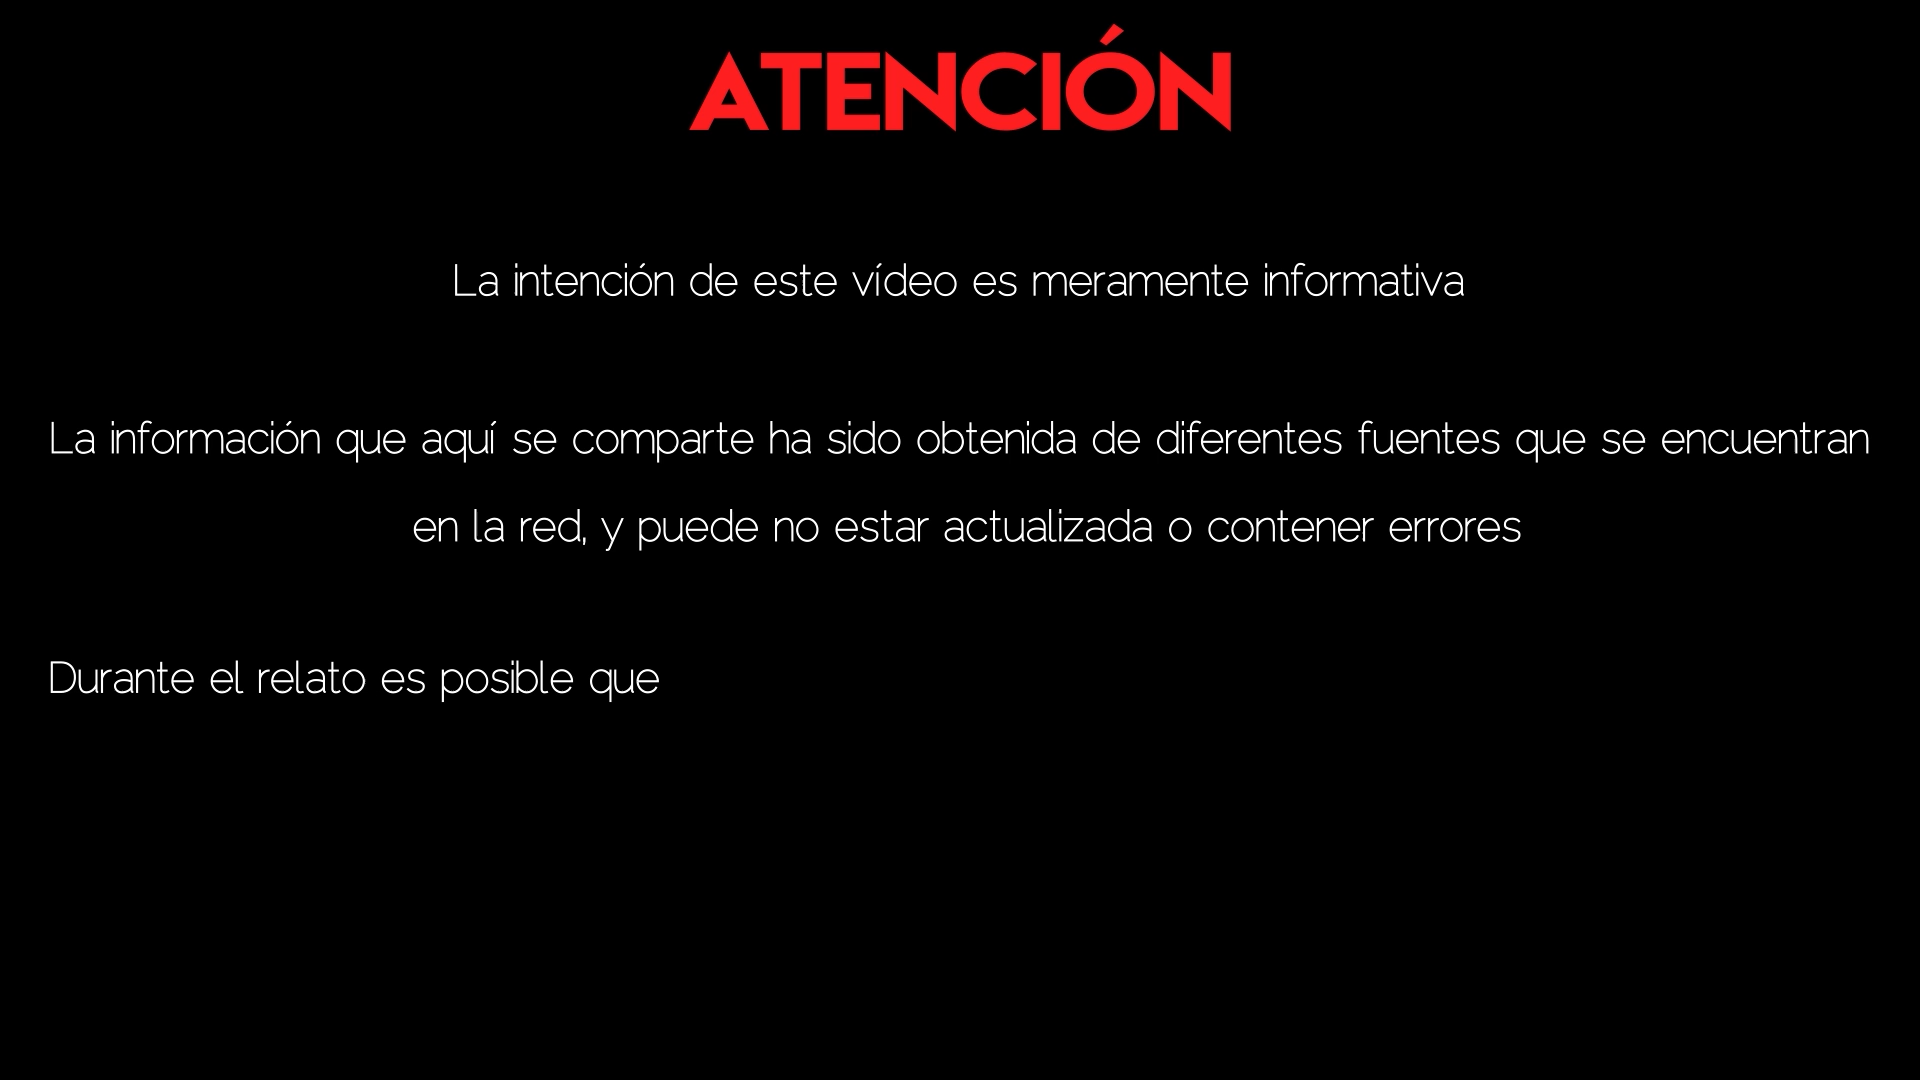 ATENCIÓN
La intención de este vídeo es meramente informativa
La información que aquí se comparte ha sido obtenida de diferentes fuentes que se encuentran
en la red, y puede no estar actualizada o contener errores
Durante el relato es posible que